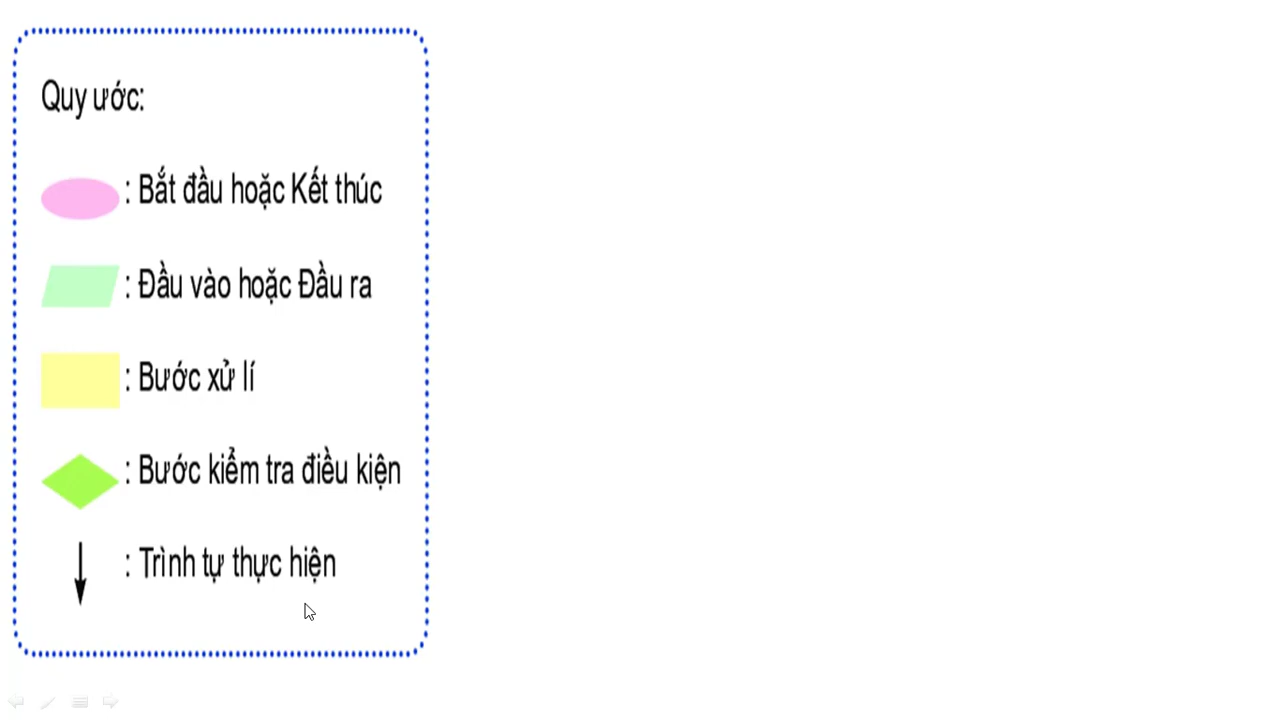 Quy ước:
: Bắt đầu hoặc Kết thúc
: Đầu vào hoặc Đầu ra
: Bước xử lí
: Bước kiểm tra điều kiện
: Trình tự thực hiện